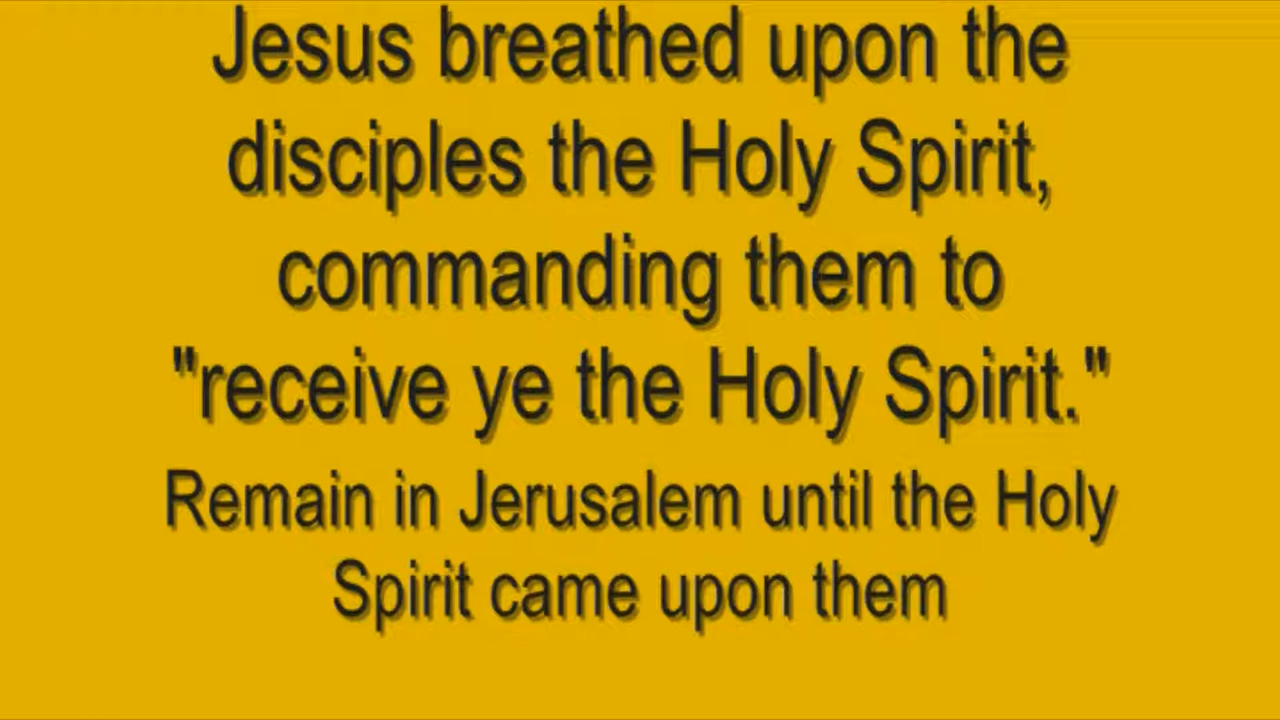 Jesus breathed upon the
disciples the Holy Spirit,
commanding them to
"receive ye the Holy Spirit."
Remain in Jerusalem until the Holy
Spirit came upon them